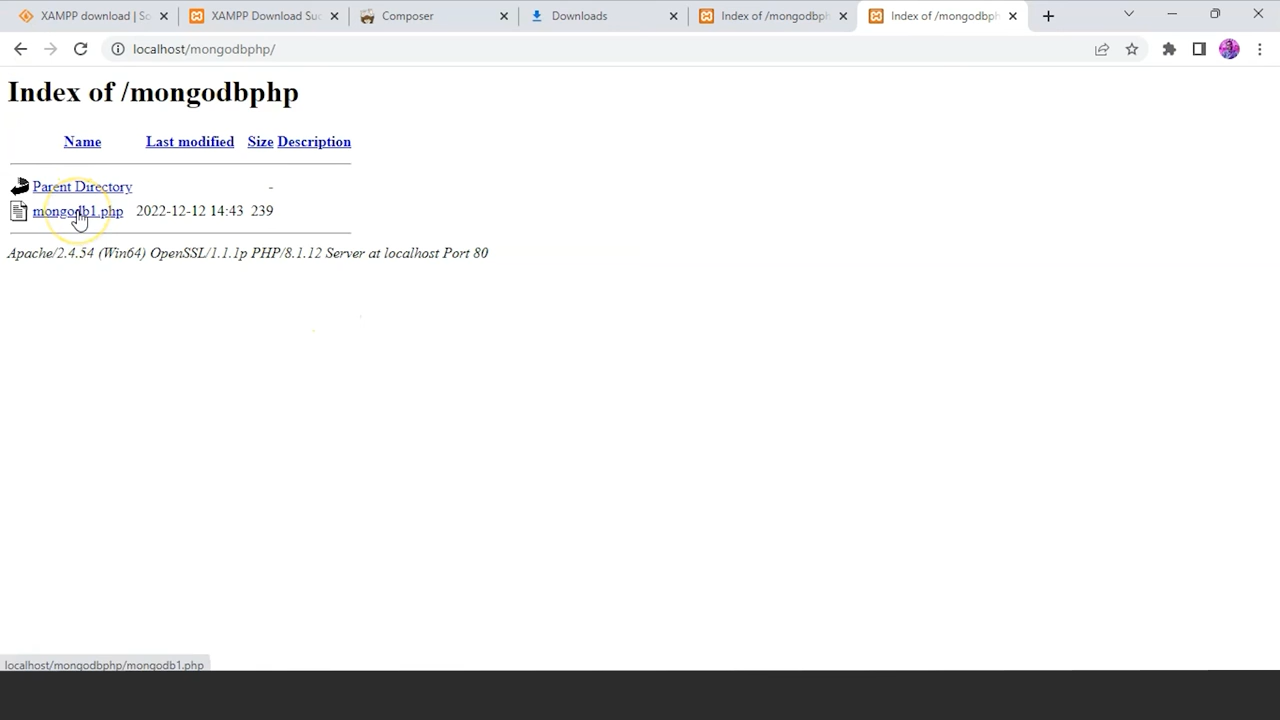 XAMPP download | So
XAMPP Download Suc
Composer
Downloads
Index of /mongodbph
Index of /mongodbph
localhost/mongodbphp/
Index of /mongodbphp
Name Last modified Size Description
Parent Directory -
mongodb1.php 2022-12-12 14:43 239
Apache/2.4.54 (Win64) OpenSSL/1.1.1p PHP/8.1.12 Server at localhost Port 80
localhost/mongodbphp/mongodb1.php